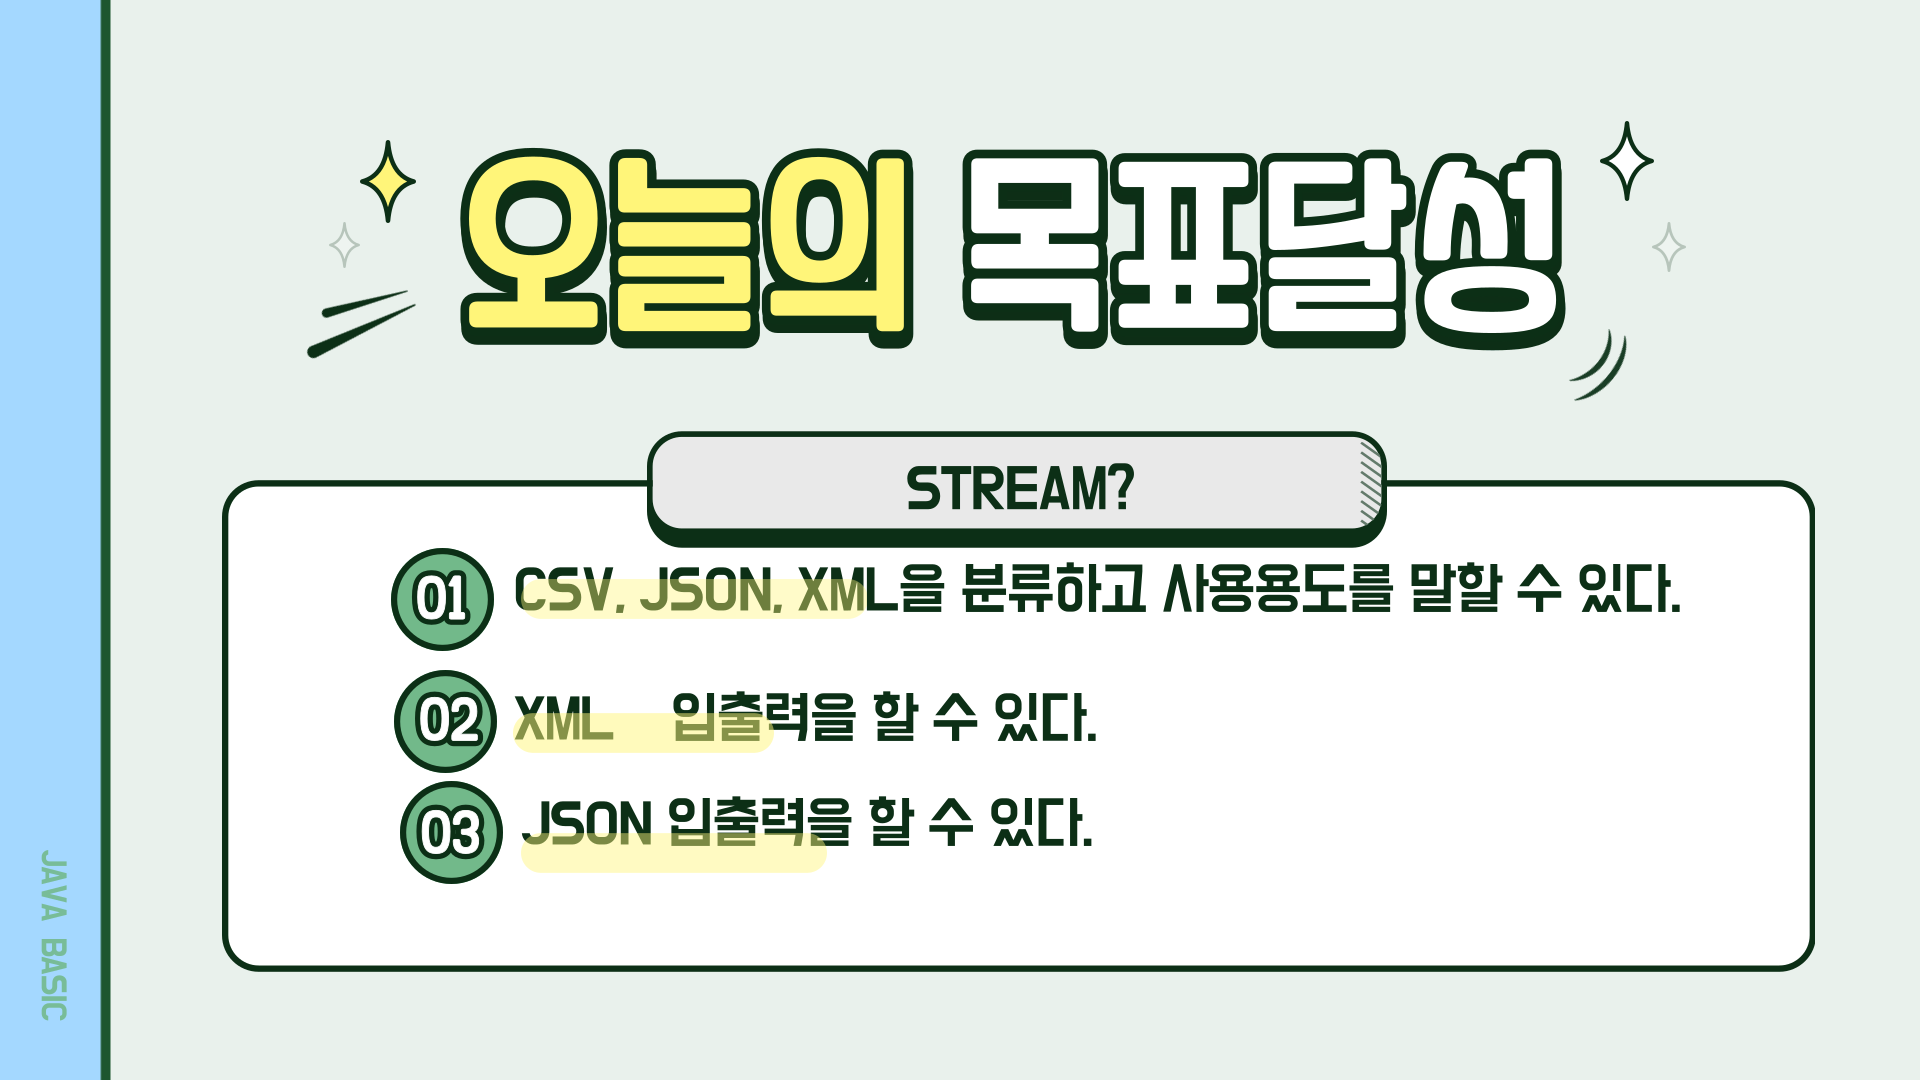 오늘의 목표달성
STREAM?
01 CSV, JSON, XML을 분류하고 사용용도를 말할 수 있다.
02 XML 입출력을 할 수 있다.
03 JSON 입출력을 할 수 있다.
JAVA BASIC